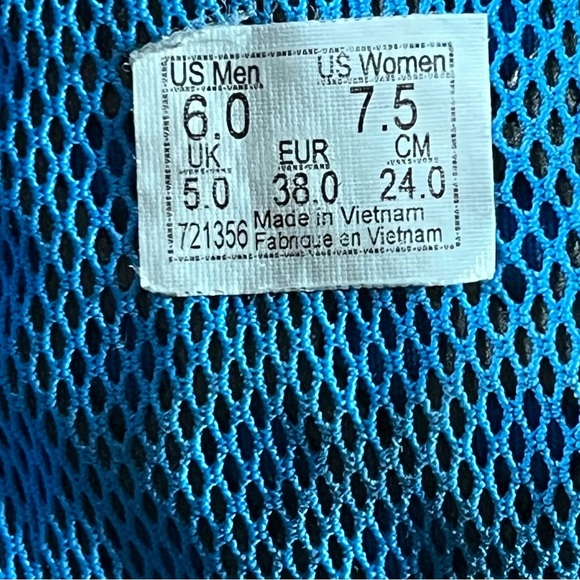 US Men US Women
6.0 7.5
UK EUR CM
5.0 38.0 24.0
721356 Made in Vietnam
Fabrique en Vietnam